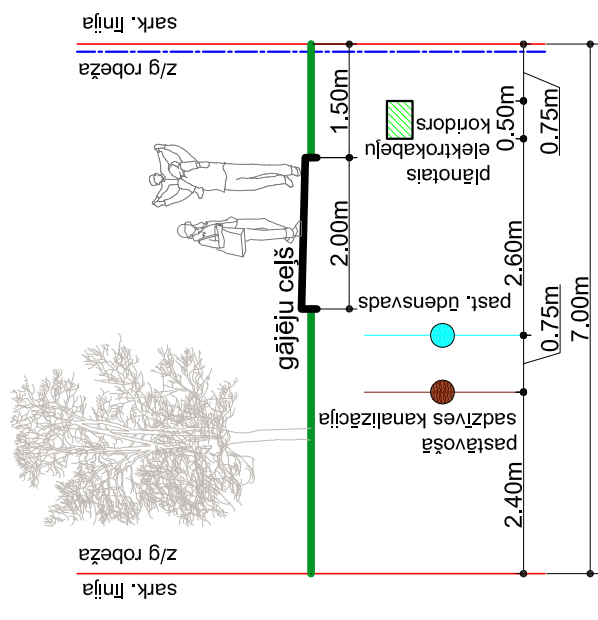 sark. līnija
z/g robeža
1.50m
plānotais
elektrokabeļu
koridors
0.50m
0.75m
2.00m
gājēju ceļš
2.60m
7.00m
past. ūdensvads
0.75m
pastāvošā
sadzīves kanalizācija
2.40m
z/g robeža
sark. līnija